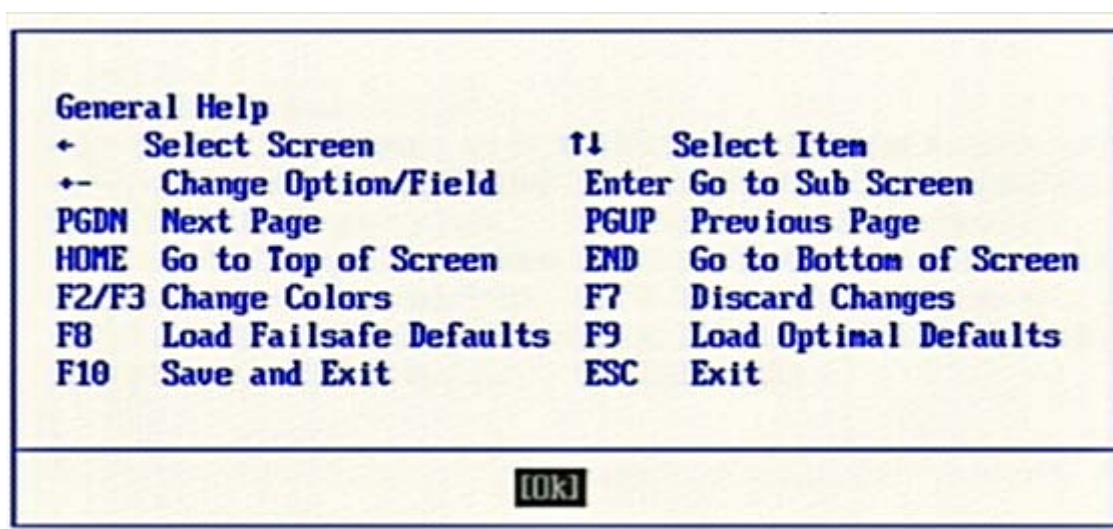 General Help
← Select Screen ↑↓ Select Item
+- Change Option/Field Enter Go to Sub Screen
PGDN Next Page PGUP Previous Page
HOME Go to Top of Screen END Go to Bottom of Screen
F2/F3 Change Colors F7 Discard Changes
F8 Load Failsafe Defaults F9 Load Optimal Defaults
F10 Save and Exit ESC Exit
[Ok]